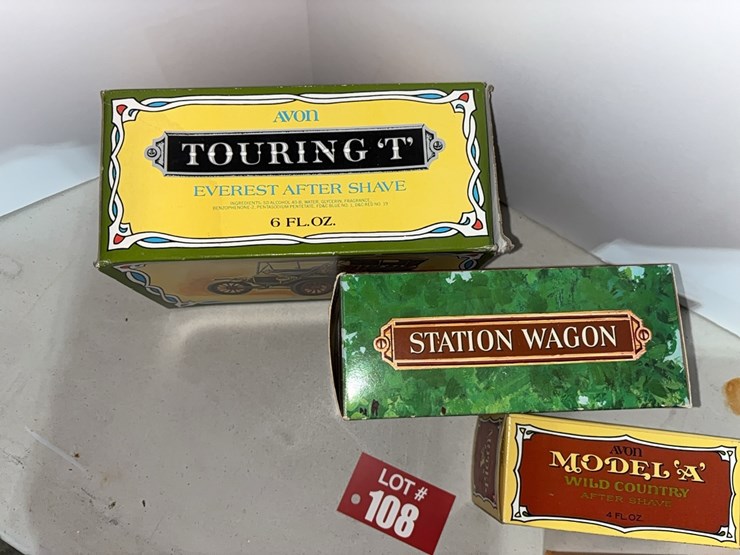 AVON
TOURING 'T'
EVEREST AFTER SHAVE
6 FL.OZ.
STATION WAGON
AVON
MODEL 'A'
WILD COUNTRY
AFTER SHAVE
4 FL.OZ.
LOT #
108